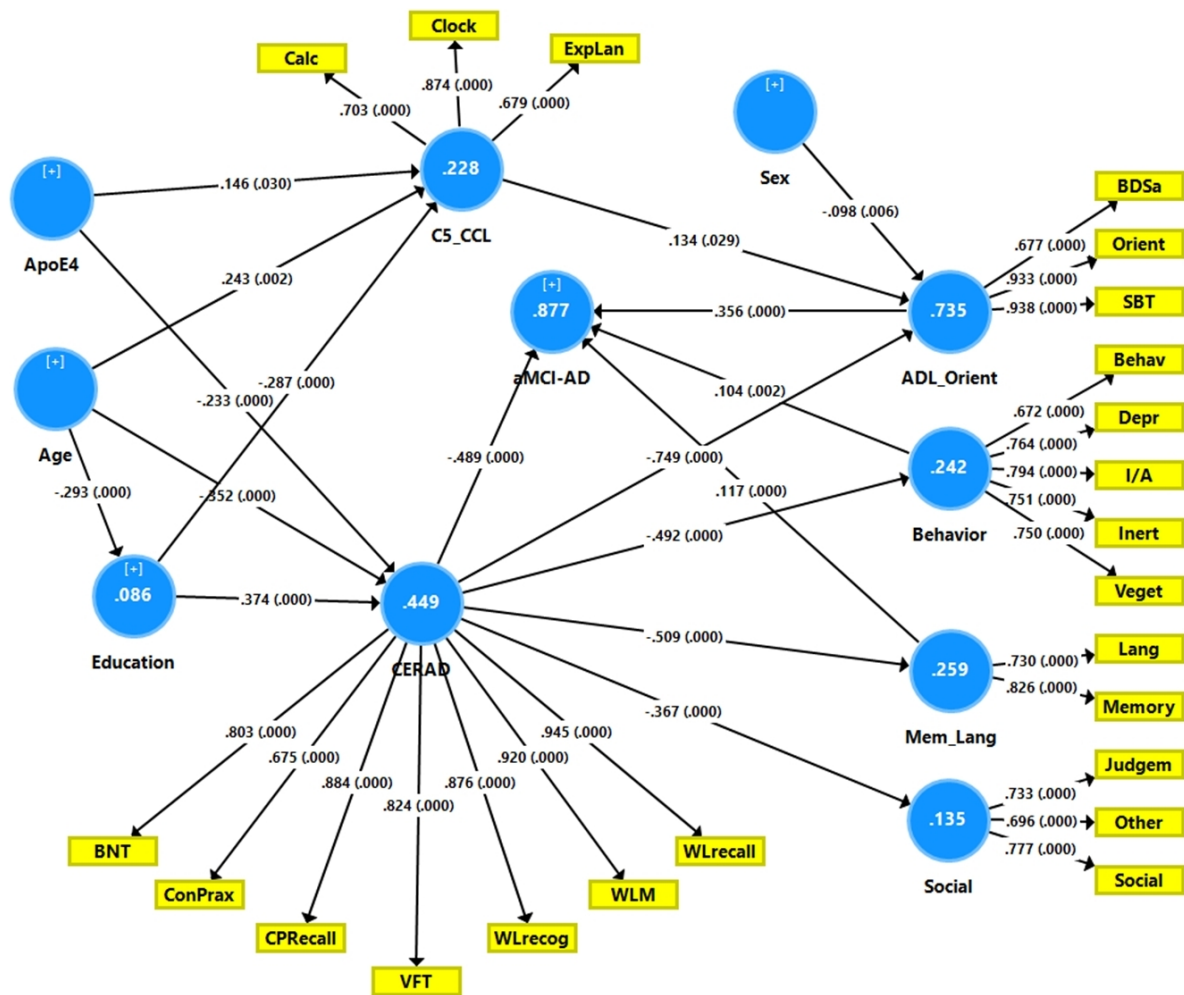 Clock
Calc
ExpLan
.874 (.000)
.703 (.000)
.679 (.000)
[+]
Sex
[+]
ApoE4
.146 (.030)
.228
C5_CCL
-.098 (.006)
BDSa
.134 (.029)
.677 (.000)
Orient
.933 (.000)
.243 (.002)
[+]
.877
aMCI-AD
.356 (.000)
.735
ADL_Orient
.938 (.000)
SBT
[+]
Age
-.287 (.000)
-.233 (.000)
.104 (.002)
Behav
.672 (.000)
Depr
.764 (.000)
-.489 (.000)
-.749 (.000)
.242
Behavior
.794 (.000)
I/A
-.293 (.000)
-.352 (.000)
.117 (.000)
.751 (.000)
Inert
-.492 (.000)
.750 (.000)
Veget
[+]
.086
Education
.374 (.000)
.449
CERAD
-.509 (.000)
.259
Mem_Lang
Lang
.730 (.000)
.826 (.000)
Memory
-.367 (.000)
.803 (.000)
.675 (.000)
.884 (.000)
.824 (.000)
.876 (.000)
.920 (.000)
.945 (.000)
Judgem
.733 (.000)
.135
Social
.696 (.000)
Other
.777 (.000)
Social
BNT
WLrecall
ConPrax
WLM
CPRecall
WLrecog
VFT